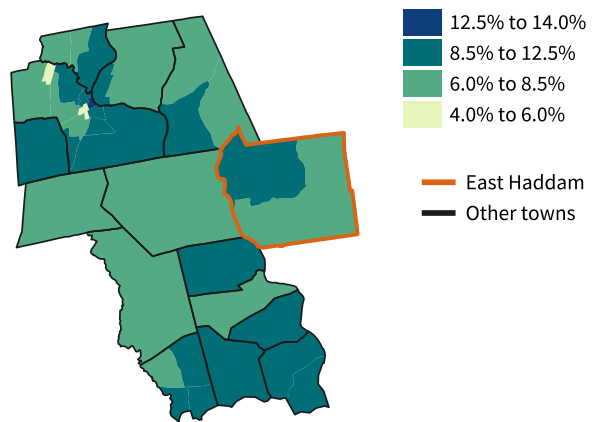 12.5% to 14.0%
8.5% to 12.5%
6.0% to 8.5%
4.0% to 6.0%
East Haddam
Other towns